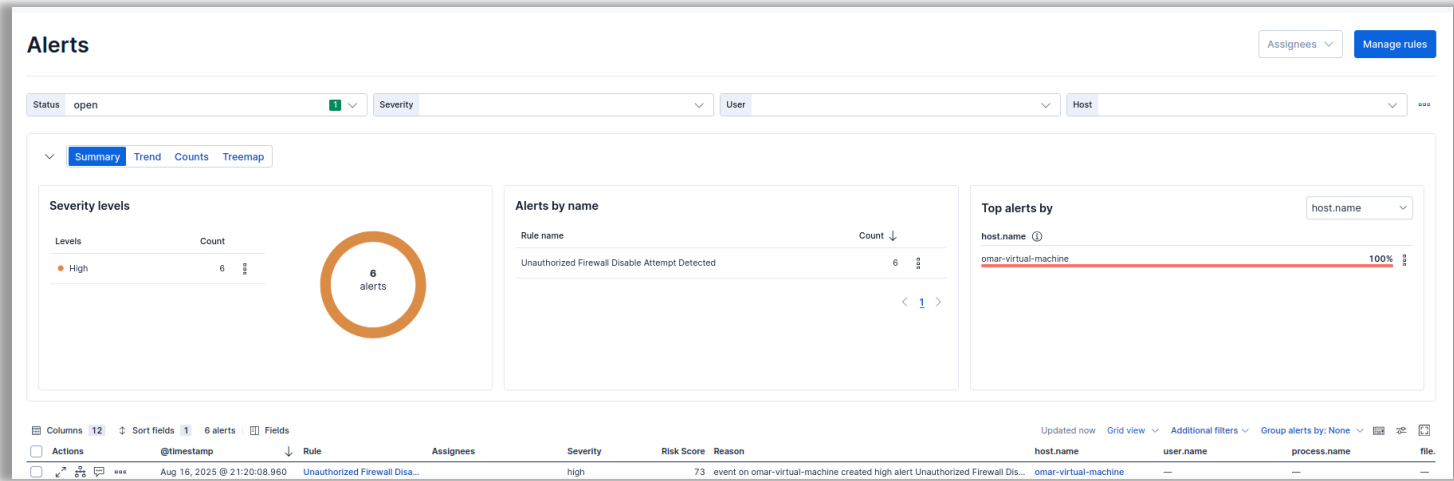 Alerts
Assignees
Manage rules
Status open 1
Severity
User
Host
Summary Trend Counts Treemap
Severity levels
Levels Count
High 6
6
alerts
Alerts by name
Rule name Count
Unauthorized Firewall Disable Attempt Detected 6
1
Top alerts by host.name
host.name
omar-virtual-machine 100%
Columns 12 Sort fields 1 6 alerts Fields
Updated now Grid view Additional filters Group alerts by: None
Actions @timestamp Rule Assignees Severity Risk Score Reason host.name user.name process.name file.
Aug 16, 2025 @ 21:20:08.960 Unauthorized Firewall Disa... high 73 event on omar-virtual-machine created high alert Unauthorized Firewall Dis... omar-virtual-machine — — —